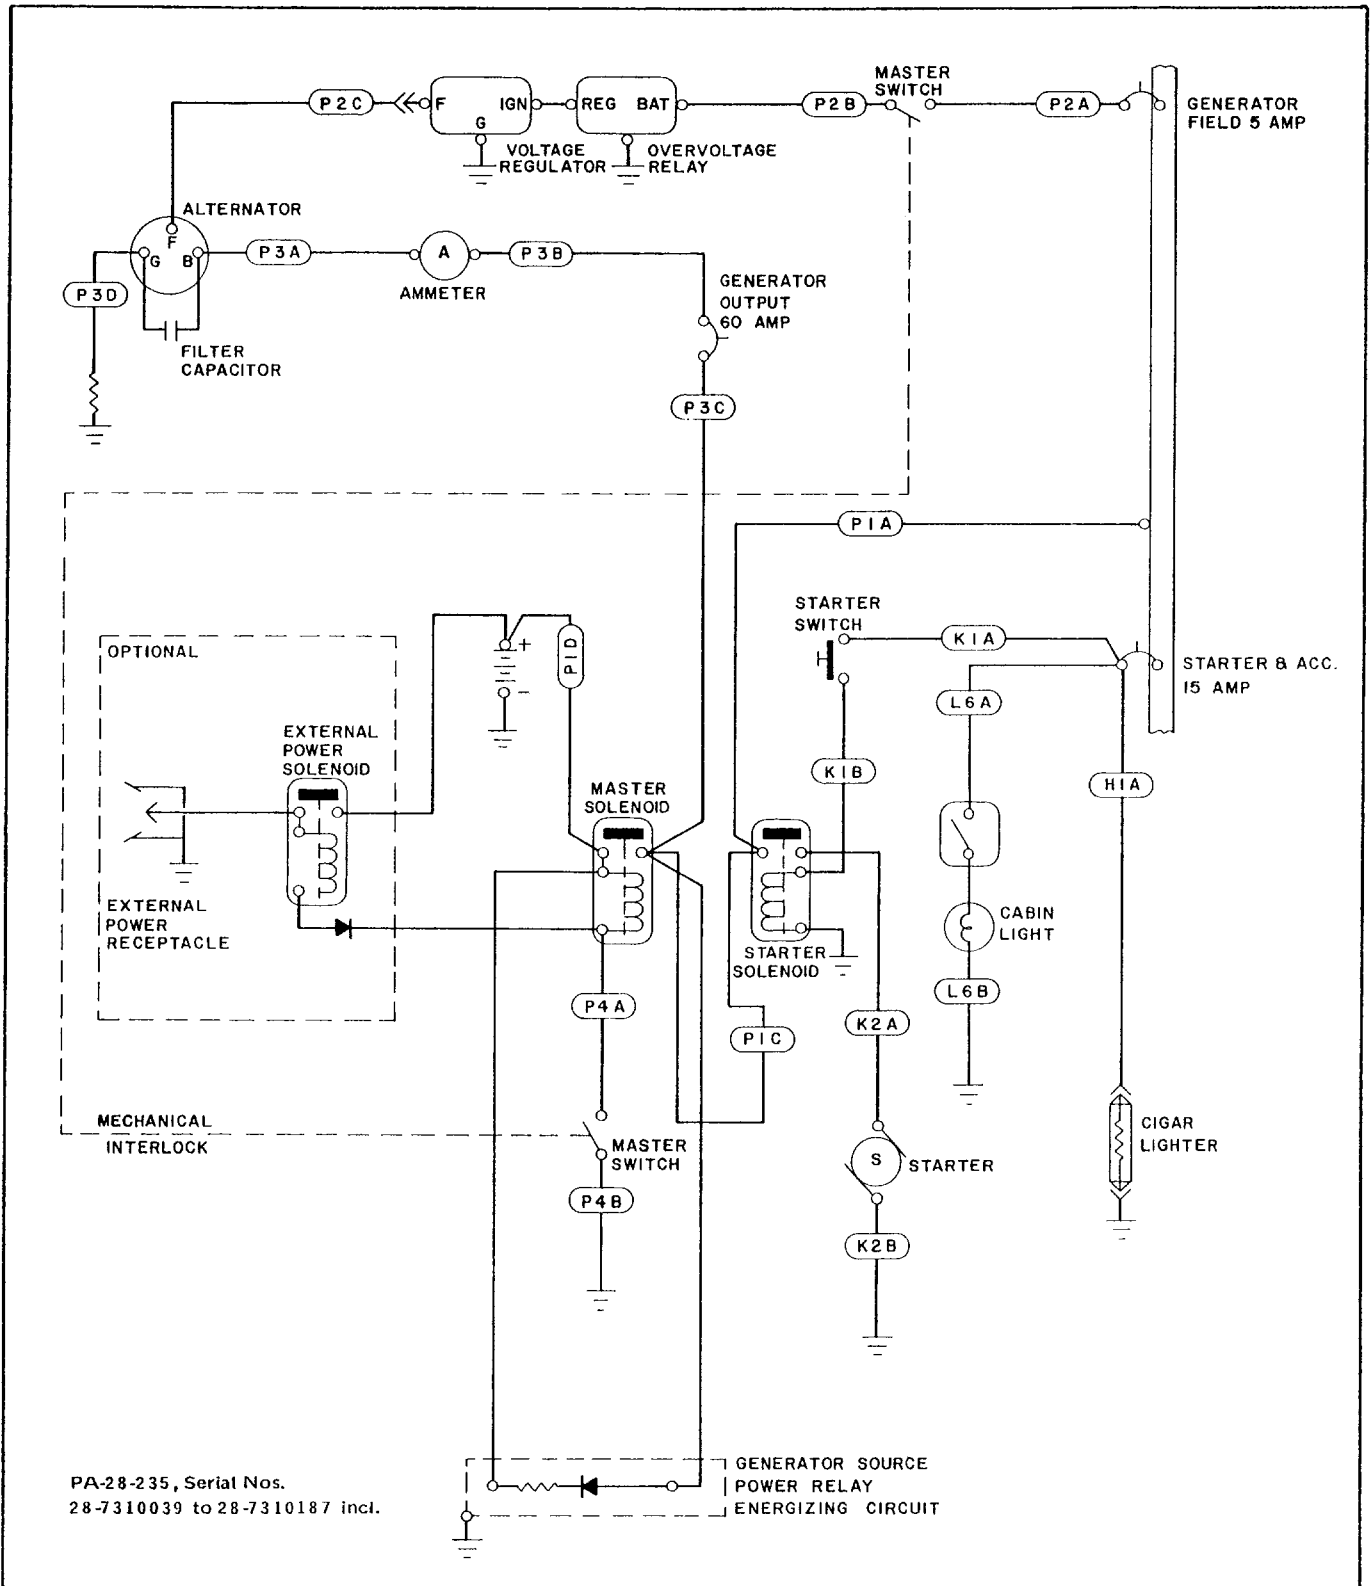 MASTER
SWITCH
P2C
F
IGN
G
REG
BAT
P2B
P2A
GENERATOR
FIELD 5 AMP
VOLTAGE
REGULATOR
OVERVOLTAGE
RELAY
ALTERNATOR
F
G
B
P3A
A
P3B
AMMETER
P3D
GENERATOR
OUTPUT
60 AMP
FILTER
CAPACITOR
P3C
P1A
STARTER
SWITCH
K1A
OPTIONAL
+
-
P1D
STARTER & ACC.
15 AMP
L6A
EXTERNAL
POWER
SOLENOID
K1B
H1A
MASTER
SOLENOID
EXTERNAL
POWER
RECEPTACLE
CABIN
LIGHT
STARTER
SOLENOID
L6B
P4A
P1C
K2A
MECHANICAL
INTERLOCK
MASTER
SWITCH
CIGAR
LIGHTER
S
STARTER
P4B
K2B
GENERATOR SOURCE
POWER RELAY
ENERGIZING CIRCUIT
PA-28-235, Serial Nos.
28-7310039 to 28-7310187 incl.